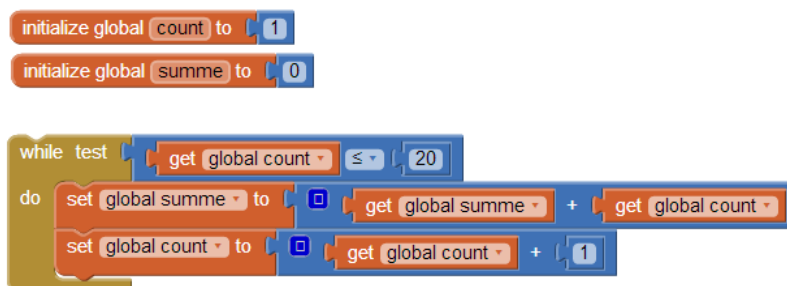 initialize global count to 1
initialize global summe to 0
while test get global count ≤ 20
do set global summe to get global summe + get global count
set global count to get global count + 1